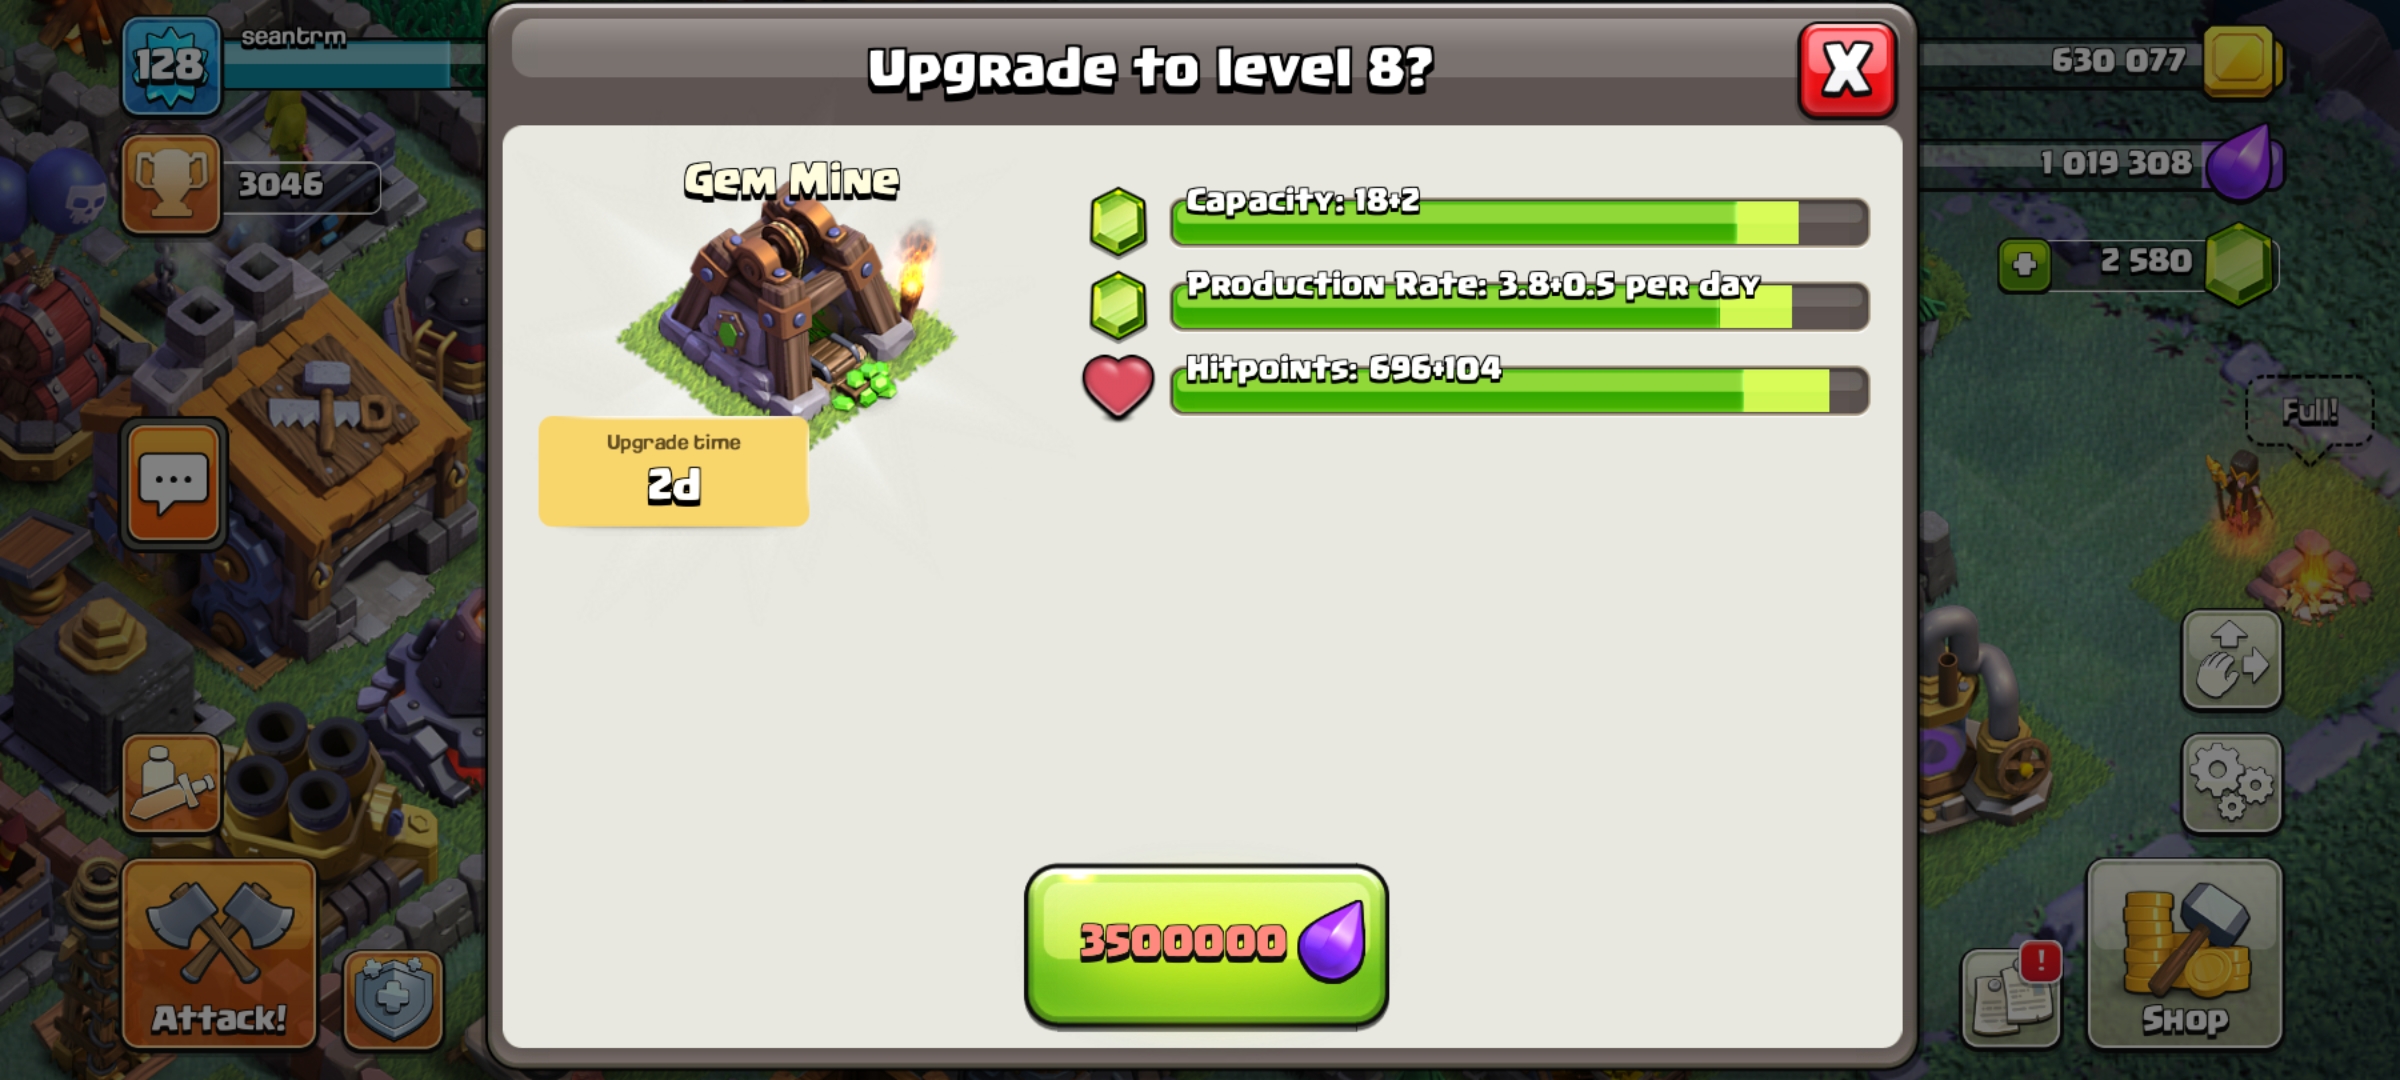 128
seantrm
Upgrade to level 8?
X
630 077
3046
Gem Mine
Capacity: 18+2
1 019 308
Production Rate: 3.8+0.5 per day
2 580
Hitpoints: 696+104
Full!
Upgrade time
2d
3500000
!
Attack!
Shop